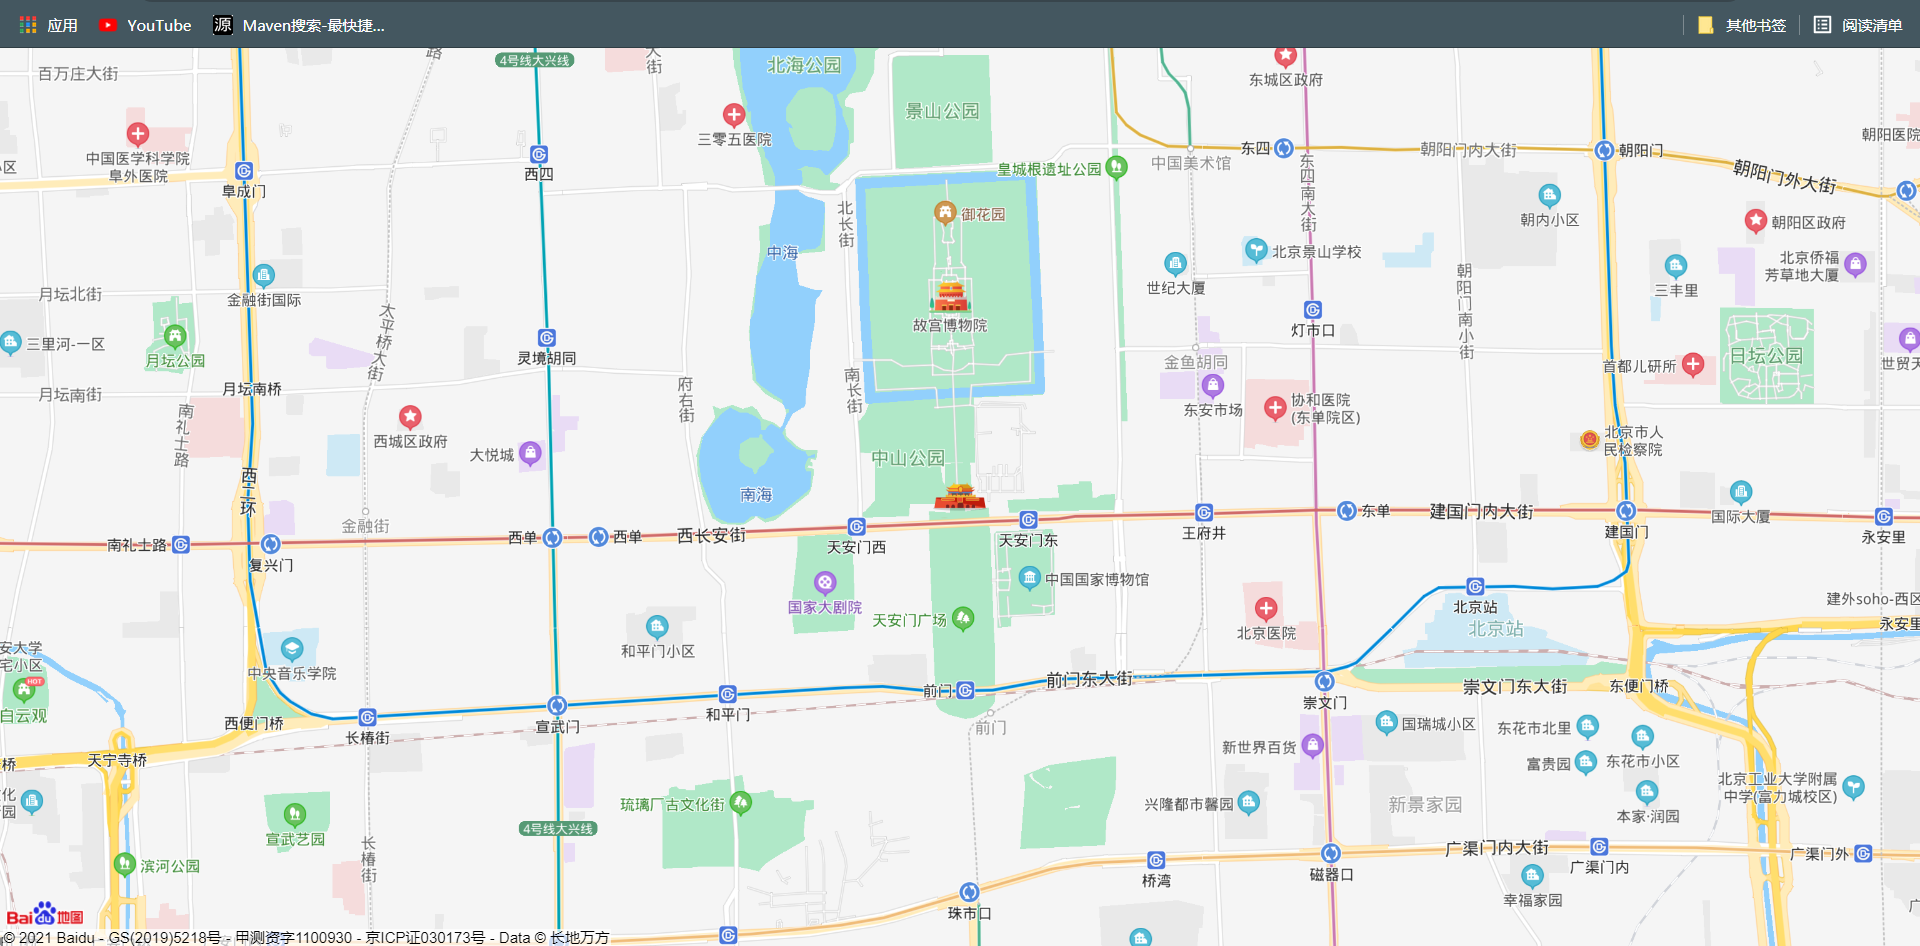 应用
YouTube
Maven搜索-最快捷...
其他书签
阅读清单
路
4号线大兴线
大街
北海公园
东城区政府
百万庄大街
景山公园
三零五医院
朝阳医院
中国医学科学院
阜外医院
小区
西四
中国美术馆
东四
朝阳门内大街
朝阳门
朝阳门外大街
皇城根遗址公园
阜成门
北长街
御花园
东四南大街
朝内小区
朝阳区政府
中海
北京景山学校
北京侨福
芳草地大厦
世纪大厦
三丰里
金融街国际
月坛北街
朝阳门南小街
太平桥大街
故宫博物院
灯市口
三里河-一区
月坛公园
灵境胡同
金鱼胡同
首都儿研所
日坛公园
世贸天
月坛南桥
月坛南街
府右街
南长街
东安市场
协和医院
(东单院区)
南礼士路
西城区政府
大悦城
北京市人
民检察院
中山公园
西二环
南海
金融街
国际大厦
南礼士路
复兴门
西单
西单
西长安街
天安门西
天安门东
王府井
东单
建国门内大街
建国门
永安里
中国国家博物馆
国家大剧院
天安门广场
北京站
北京站
建外soho-西区
永安里
北京医院
和平门小区
安大学
宅小区
中央音乐学院
HOT
白云观
前门
前门东大街
崇文门
崇文门东大街
东便门桥
西便门桥
长椿街
宣武门
和平门
前门
国瑞城小区
东花市北里
新世界百货
富贵园
东花市小区
桥
天宁寺桥
北京工业大学附属
中学(富力城校区)
化
园
琉璃厂古文化街
兴隆都市馨园
新景家园
本家·润园
宣武艺园
4号线大兴线
长椿街
滨河公园
桥湾
磁器口
广渠门内大街
广渠门内
广渠门外
幸福家园
珠市口
广
Bai du 地图
© 2021 Baidu - GS(2019)5218号 - 甲测资字1100930 - 京ICP证030173号 - Data © 长地万方